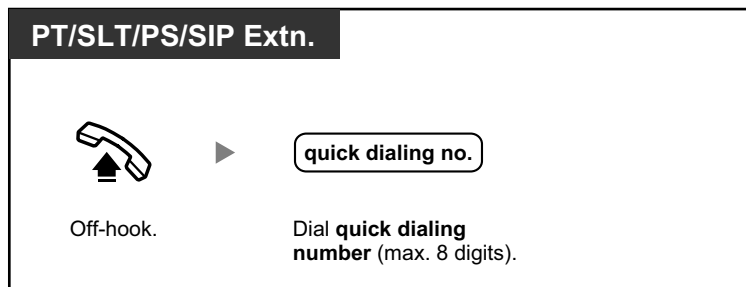 PT/SLT/PS/SIP Extn.
quick dialing no.
Off-hook.
Dial quick dialing
number (max. 8 digits).